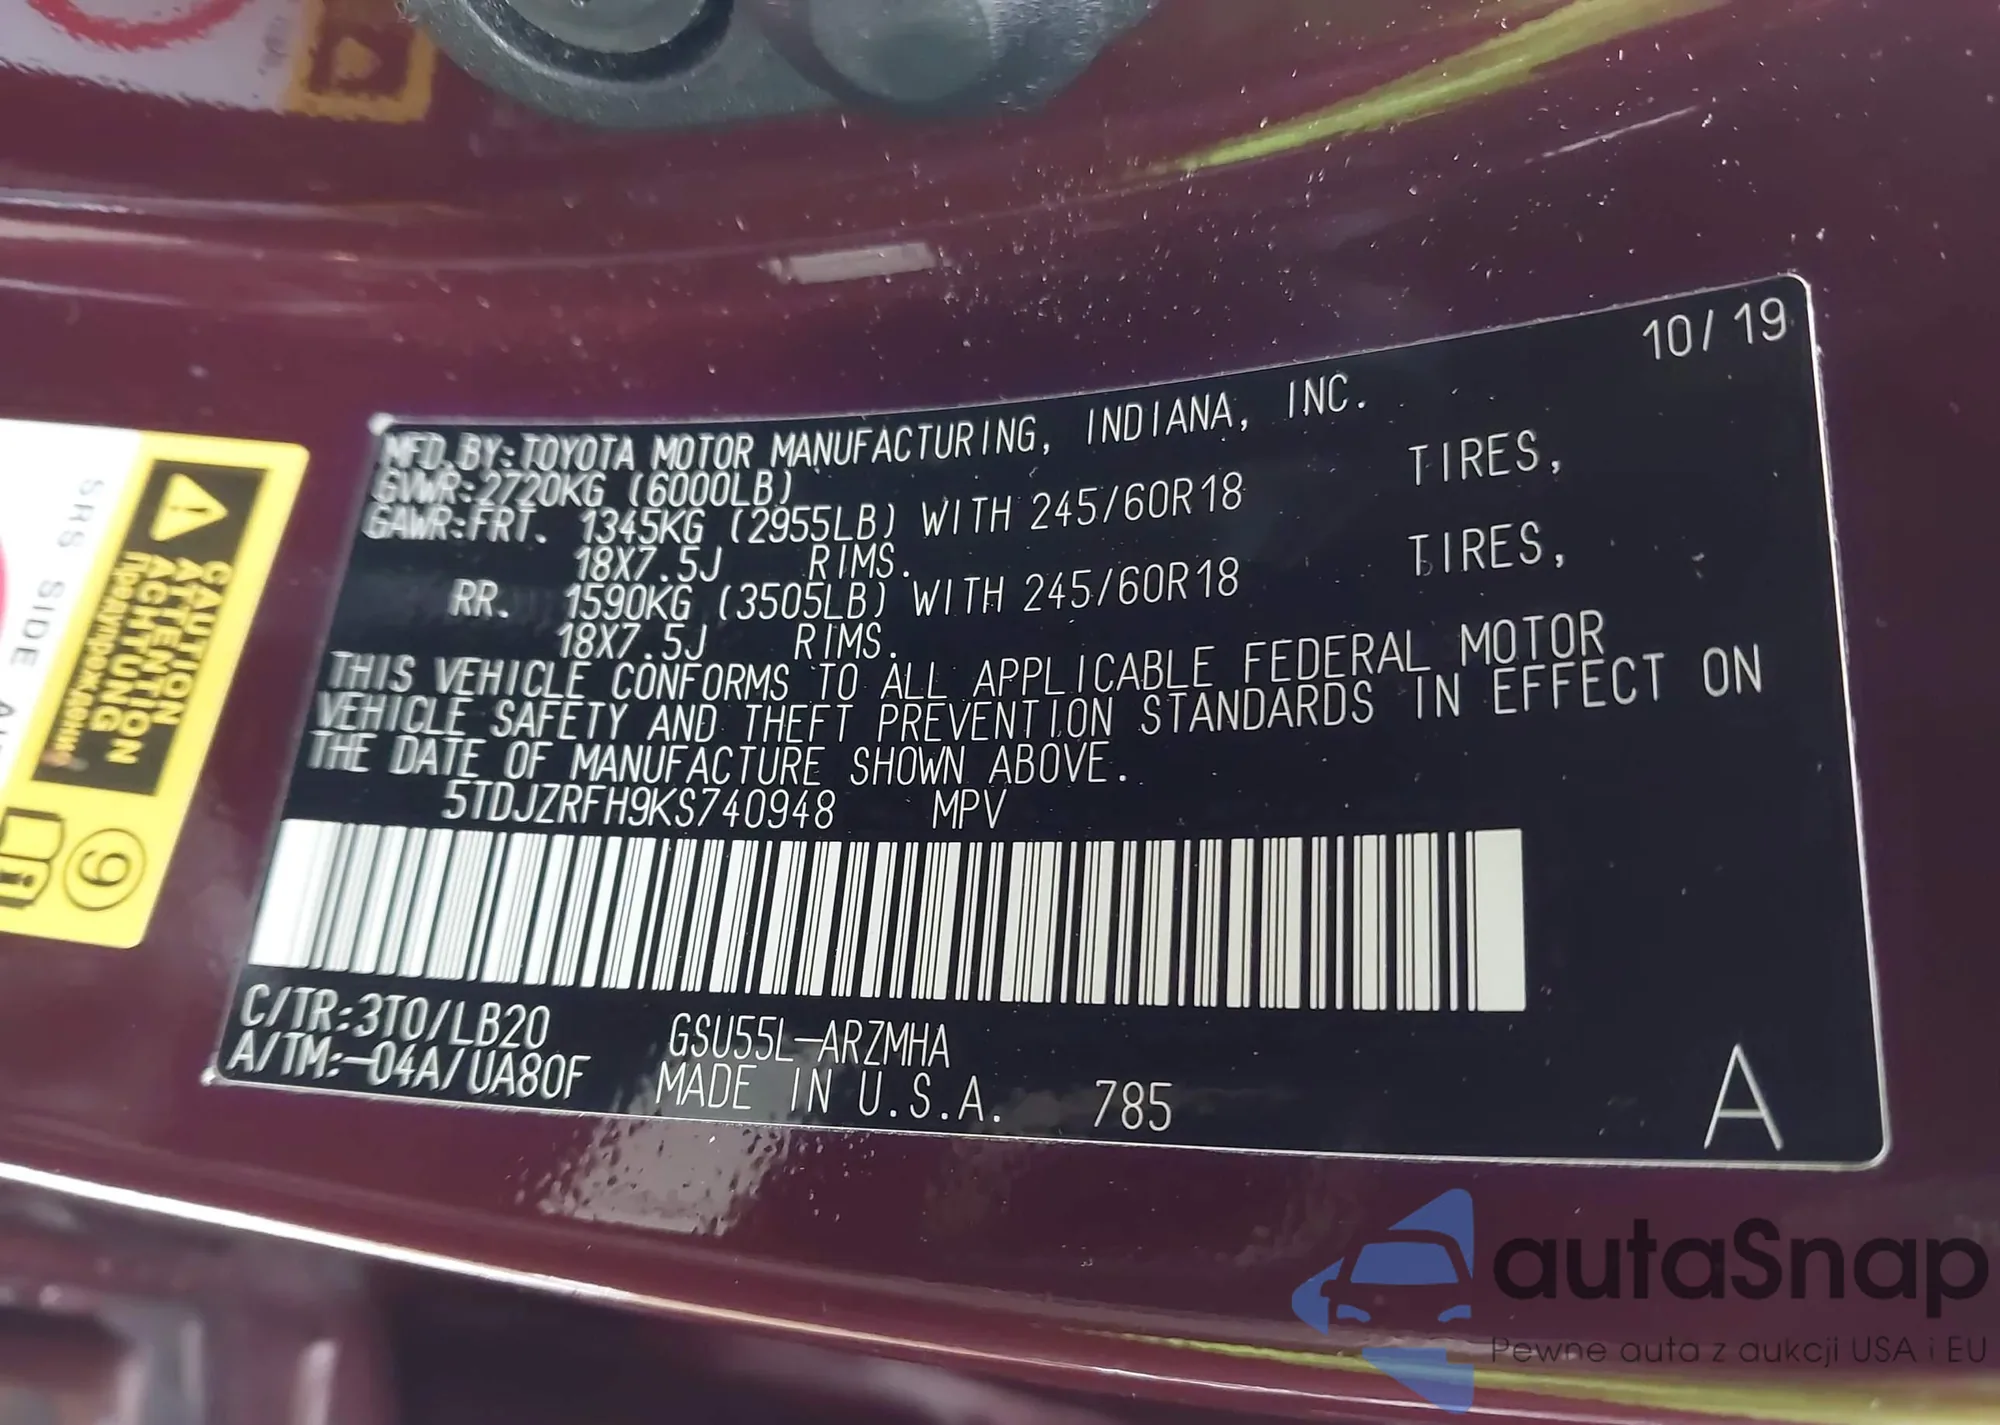 10/19
MFD.BY:TOYOTA MOTOR MANUFACTURING, INDIANA, INC.
GVWR:2720KG (6000LB)
GAWR:FRT. 1345KG (2955LB) WITH 245/60R18 TIRES,
18X7.5J RIMS.
RR. 1590KG (3505LB) WITH 245/60R18 TIRES,
18X7.5J RIMS.
THIS VEHICLE CONFORMS TO ALL APPLICABLE FEDERAL MOTOR
VEHICLE SAFETY AND THEFT PREVENTION STANDARDS IN EFFECT ON
THE DATE OF MANUFACTURE SHOWN ABOVE.
5TDJZRFH9KS740948 MPV
C/TR:3T0/LB20 GSU55L-ARZMHA
A/TM:-04A/UA80F MADE IN U.S.A. 785 A
CAUTION
ATTENTION
ACHTUNG
SRS SIDE
9
autaSnap
Pewne auta z aukcji USA i EU